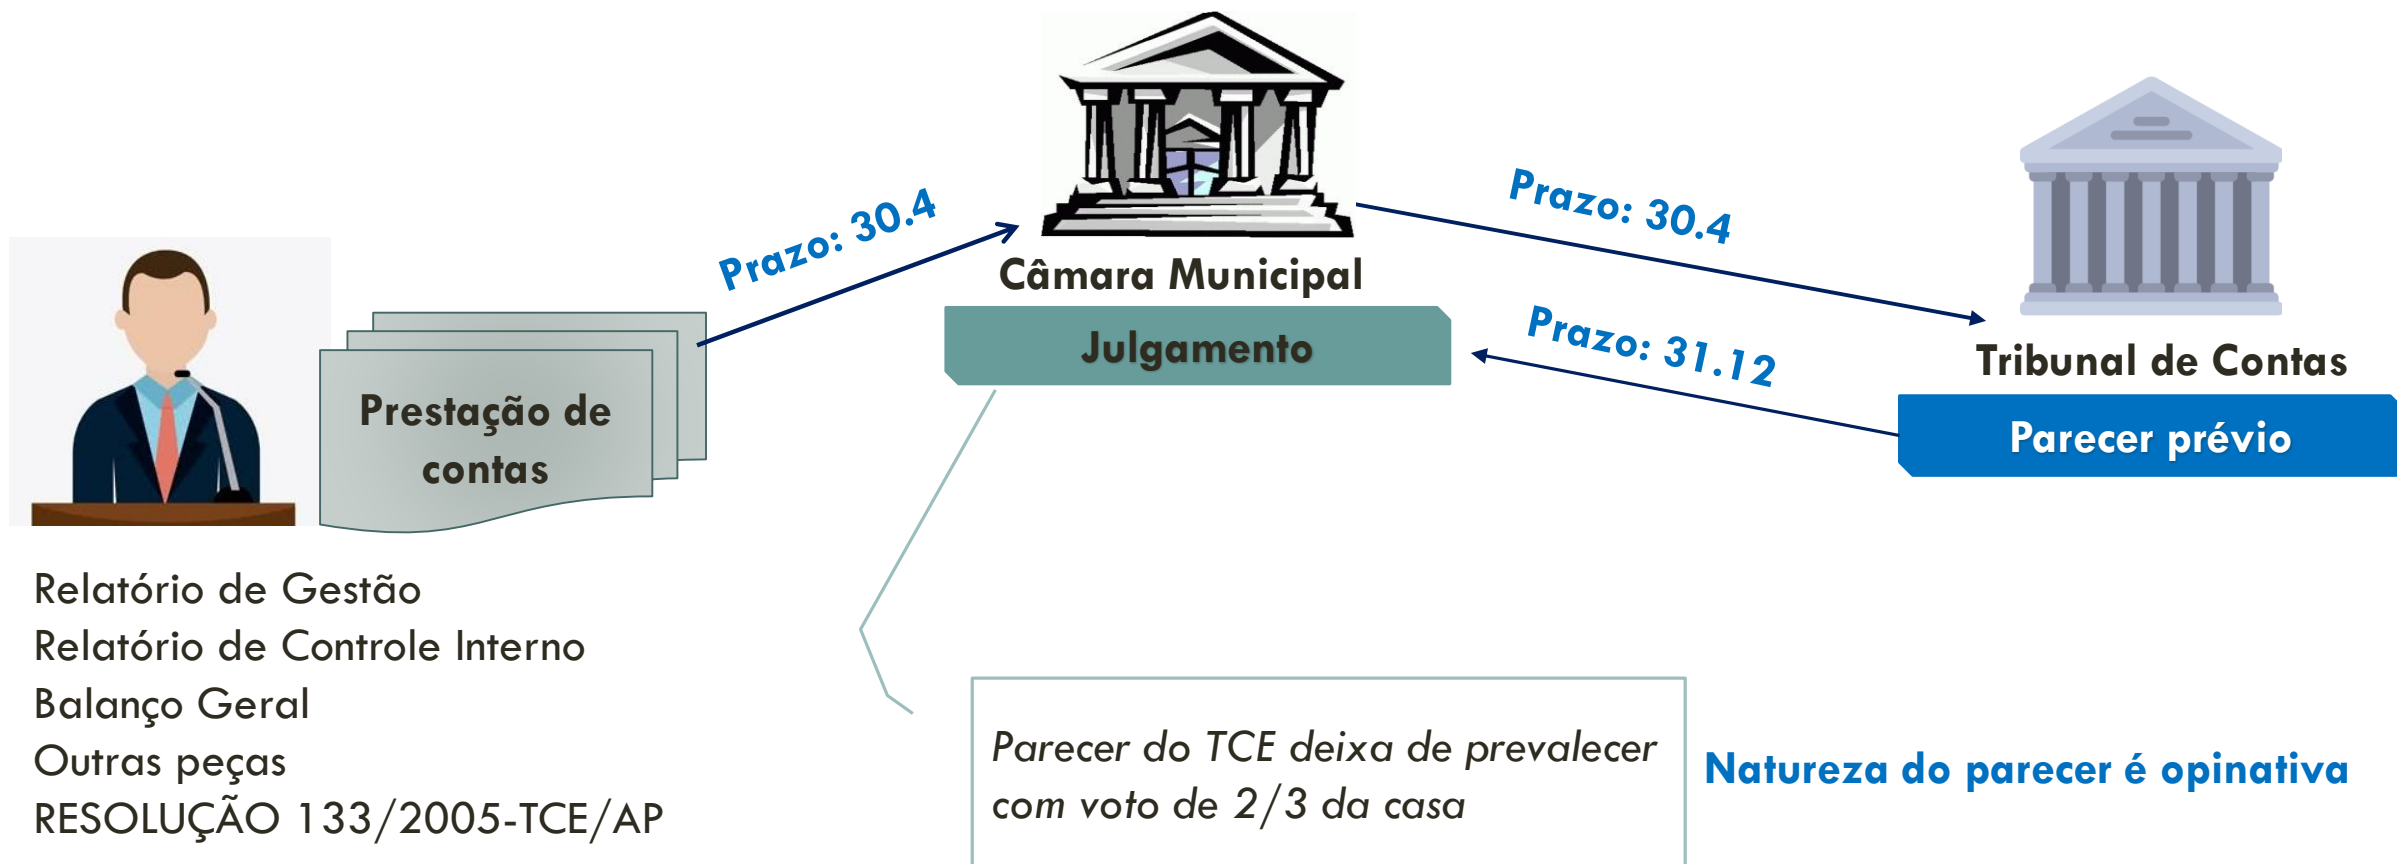 Prazo: 30.4
Prazo: 30.4
Câmara Municipal
Julgamento
Prazo: 31.12
Tribunal de Contas
Parecer prévio
Prestação de
contas
Relatório de Gestão
Relatório de Controle Interno
Balanço Geral
Outras peças
RESOLUÇÃO 133/2005-TCE/AP
Parecer do TCE deixa de prevalecer
com voto de 2/3 da casa
Natureza do parecer é opinativa